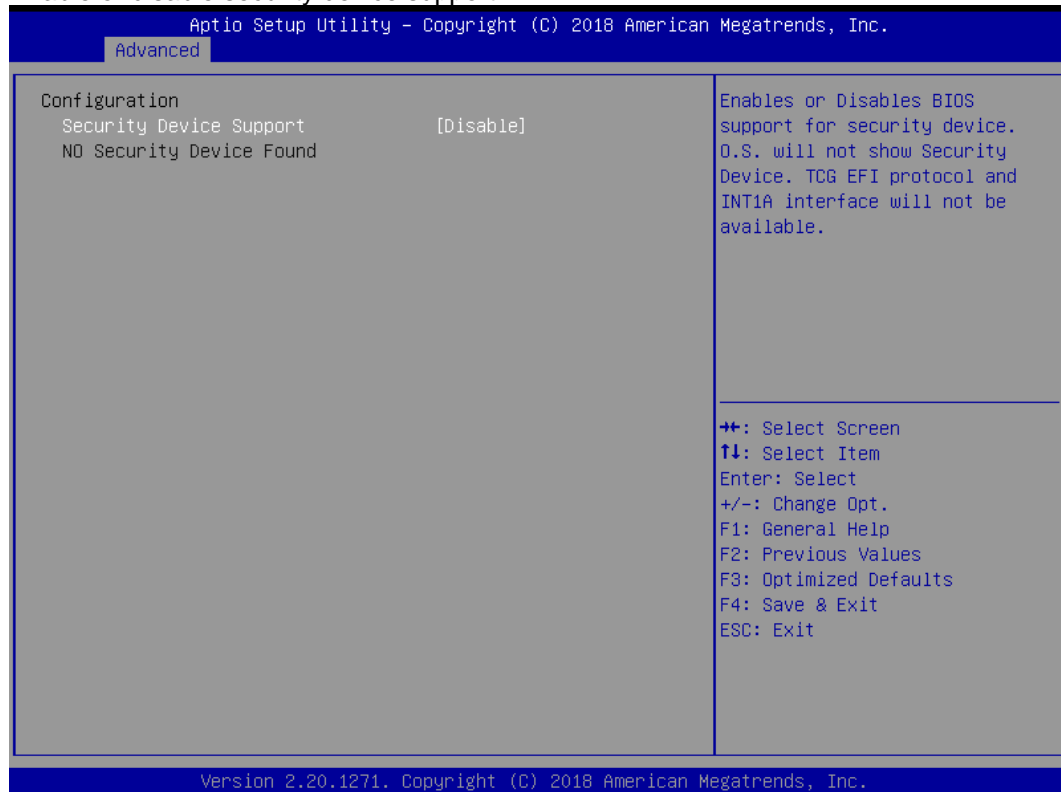 Aptio Setup Utility – Copyright (C) 2018 American Megatrends, Inc.
Advanced
Configuration
Security Device Support [Disable]
NO Security Device Found
Enables or Disables BIOS
support for security device.
O.S. will not show Security
Device. TCG EFI protocol and
INT1A interface will not be
available.
→←: Select Screen
↑↓: Select Item
Enter: Select
+/-: Change Opt.
F1: General Help
F2: Previous Values
F3: Optimized Defaults
F4: Save & Exit
ESC: Exit
Version 2.20.1271. Copyright (C) 2018 American Megatrends, Inc.